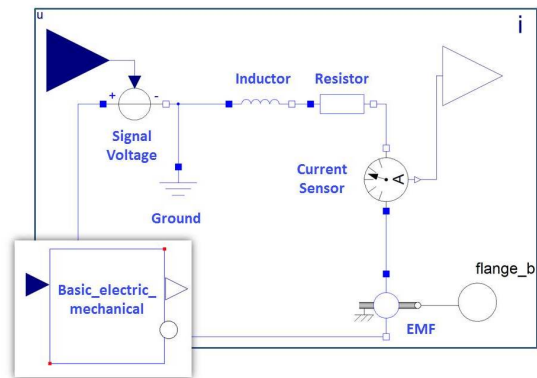 u
i
+
-
Inductor
Resistor
Signal
Voltage
Current
Sensor
A
Ground
flange_b
Basic_electric_
mechanical
EMF